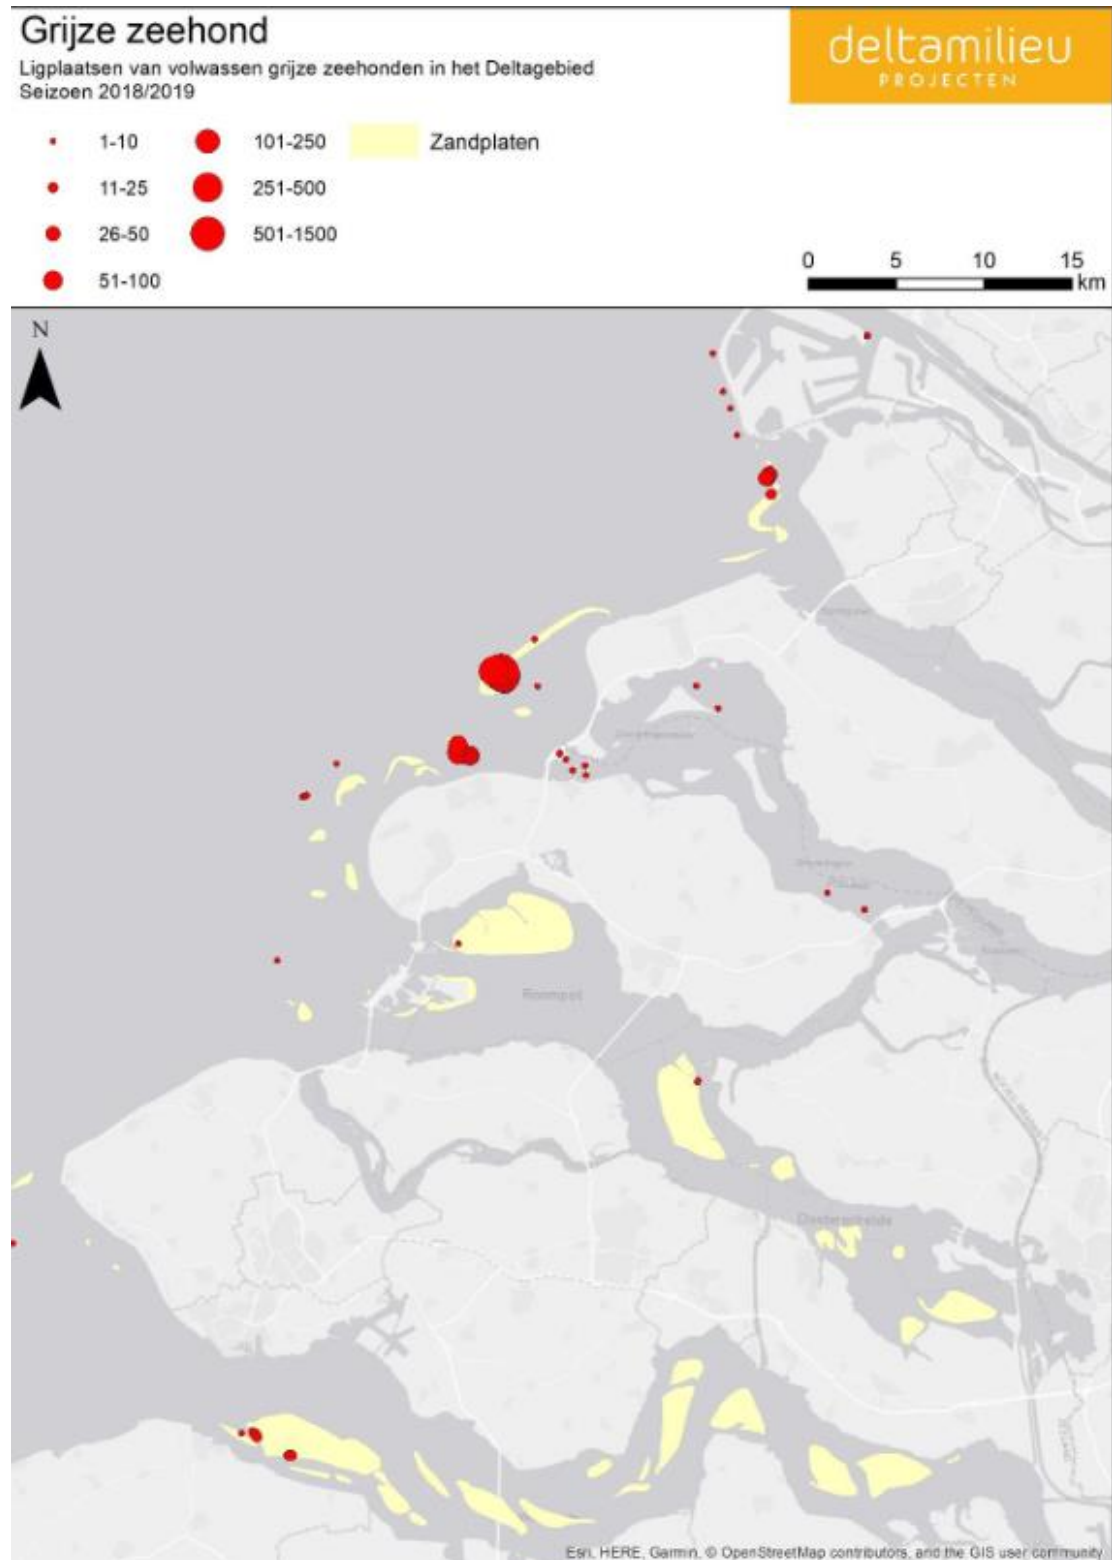 Grijze zeehond
Ligplaatsen van volwassen grijze zeehonden in het Deltagebied
Seizoen 2018/2019
deltamilieu
PROJECTEN
1-10
101-250
Zandplaten
11-25
251-500
26-50
501-1500
51-100
0 5 10 15
km
N
Roompot
Oosterschelde
Esri, HERE, Garmin, © OpenStreetMap contributors, and the GIS user community